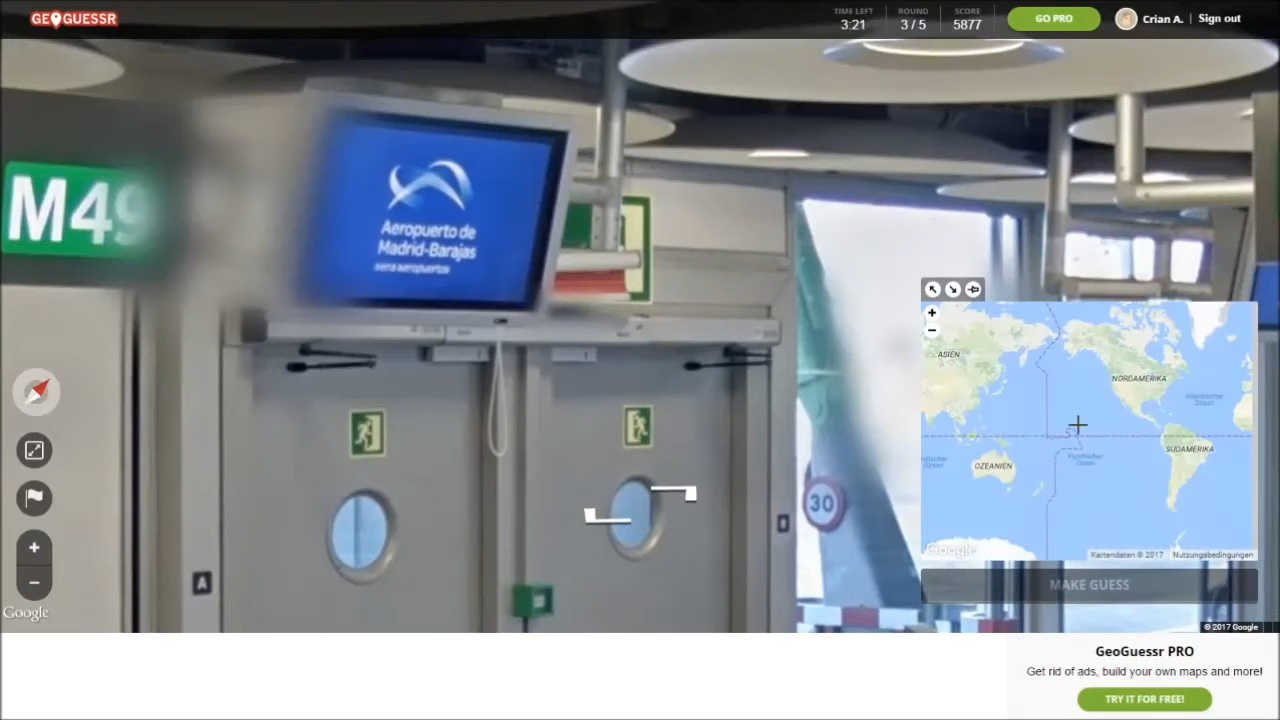 GEOGUESSR
TIME LEFT
3:21
ROUND
3 / 5
SCORE
5877
GO PRO
Crian A.
Sign out
M49
Aeropuerto de
Madrid-Barajas
aena aeropuertos
30
A
ASIEN
NORDAMERIKA
OZEANIEN
SÜDAMERIKA
Google
Kartendaten © 2017
Nutzungsbedingungen
MAKE GUESS
Google
© 2017 Google
GeoGuessr PRO
Get rid of ads, build your own maps and more!
TRY IT FOR FREE!